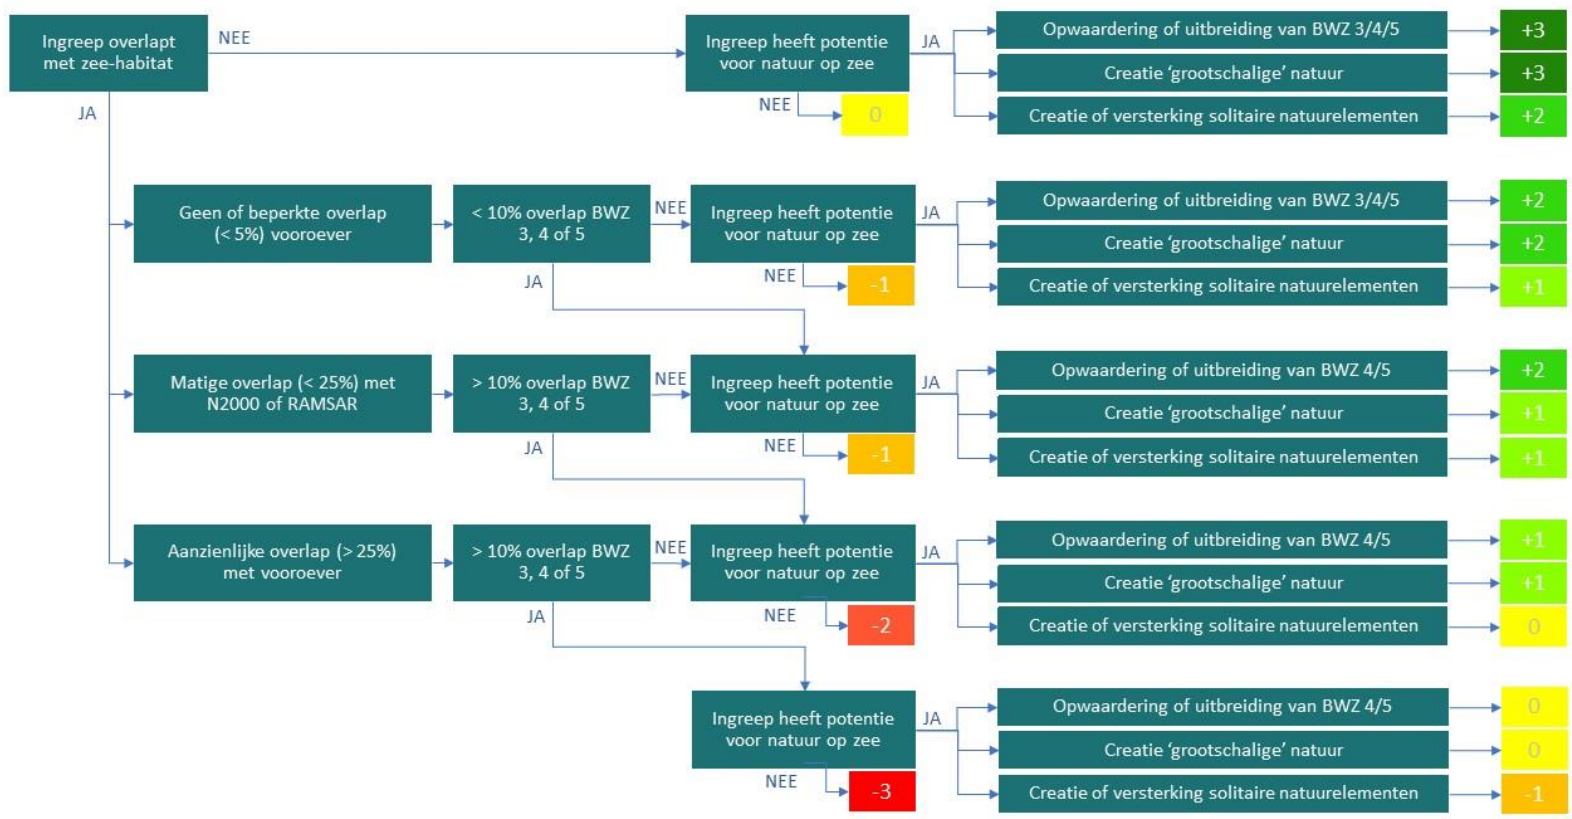 Ingreep overlapt
met zee-habitat
NEE
Ingreep heeft potentie
voor natuur op zee
JA
Opwaardering of uitbreiding van BWZ 3/4/5
+3
Creatie ‘grootschalige’ natuur
+3
Creatie of versterking solitaire natuurelementen
+2
NEE
0
JA
Geen of beperkte overlap
(< 5%) vooroever
< 10% overlap BWZ
3, 4 of 5
NEE
Ingreep heeft potentie
voor natuur op zee
JA
Opwaardering of uitbreiding van BWZ 3/4/5
+2
Creatie ‘grootschalige’ natuur
+2
Creatie of versterking solitaire natuurelementen
+1
NEE
-1
JA
Matige overlap (< 25%) met
N2000 of RAMSAR
> 10% overlap BWZ
3, 4 of 5
NEE
Ingreep heeft potentie
voor natuur op zee
JA
Opwaardering of uitbreiding van BWZ 4/5
+2
Creatie ‘grootschalige’ natuur
+1
Creatie of versterking solitaire natuurelementen
+1
NEE
-1
JA
Aanzienlijke overlap (> 25%)
met vooroever
> 10% overlap BWZ
3, 4 of 5
NEE
Ingreep heeft potentie
voor natuur op zee
JA
Opwaardering of uitbreiding van BWZ 4/5
+1
Creatie ‘grootschalige’ natuur
+1
Creatie of versterking solitaire natuurelementen
0
NEE
-2
JA
Ingreep heeft potentie
voor natuur op zee
JA
Opwaardering of uitbreiding van BWZ 4/5
0
Creatie ‘grootschalige’ natuur
0
Creatie of versterking solitaire natuurelementen
-1
NEE
-3